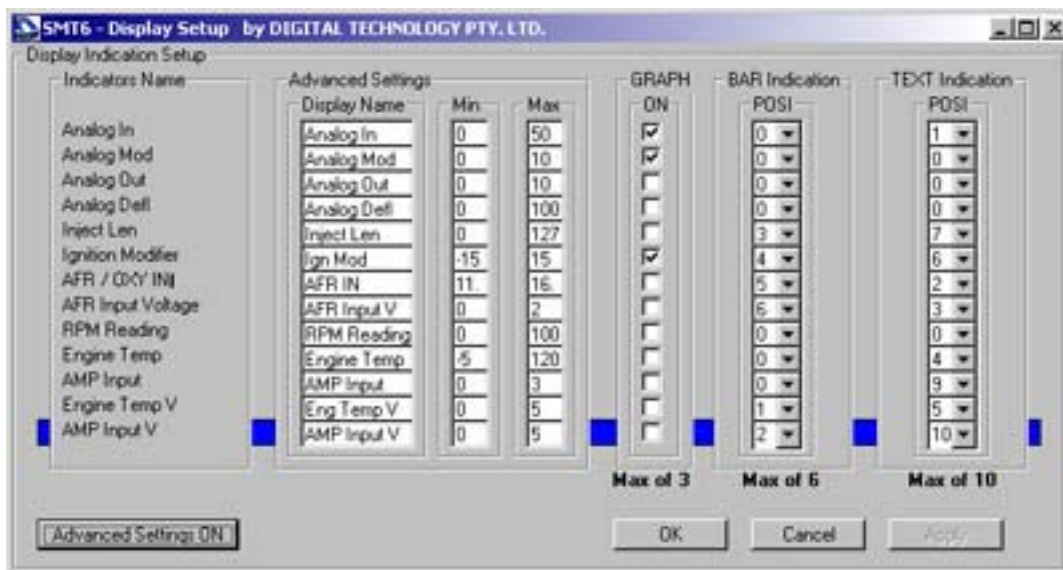 SMT6 - Display Setup by DIGITAL TECHNOLOGY PTY. LTD.
Display Indication Setup
Indicators Name Advanced Settings GRAPH BAR Indication TEXT Indication
Display Name Min Max ON POSI POSI
Analog In Analog In 0 50 0 1
Analog Mod Analog Mod 0 10 0 0
Analog Out Analog Out 0 10 0 0
Analog Defl Analog Defl 0 100 0 0
Inject Len Inject Len 0 127 3 7
Ignition Modifier Ign Mod -15 15 4 6
AFR / OXY IN AFR IN 11. 16. 5 2
AFR Input Voltage AFR Input V 0 2 6 3
RPM Reading RPM Reading 0 100 0 0
Engine Temp Engine Temp -5 120 0 4
AMP Input AMP Input 0 3 0 9
Engine Temp V Eng Temp V 0 5 1 5
AMP Input V AMP Input V 0 5 2 10
Max of 3 Max of 6 Max of 10
Advanced Settings ON OK Cancel Apply